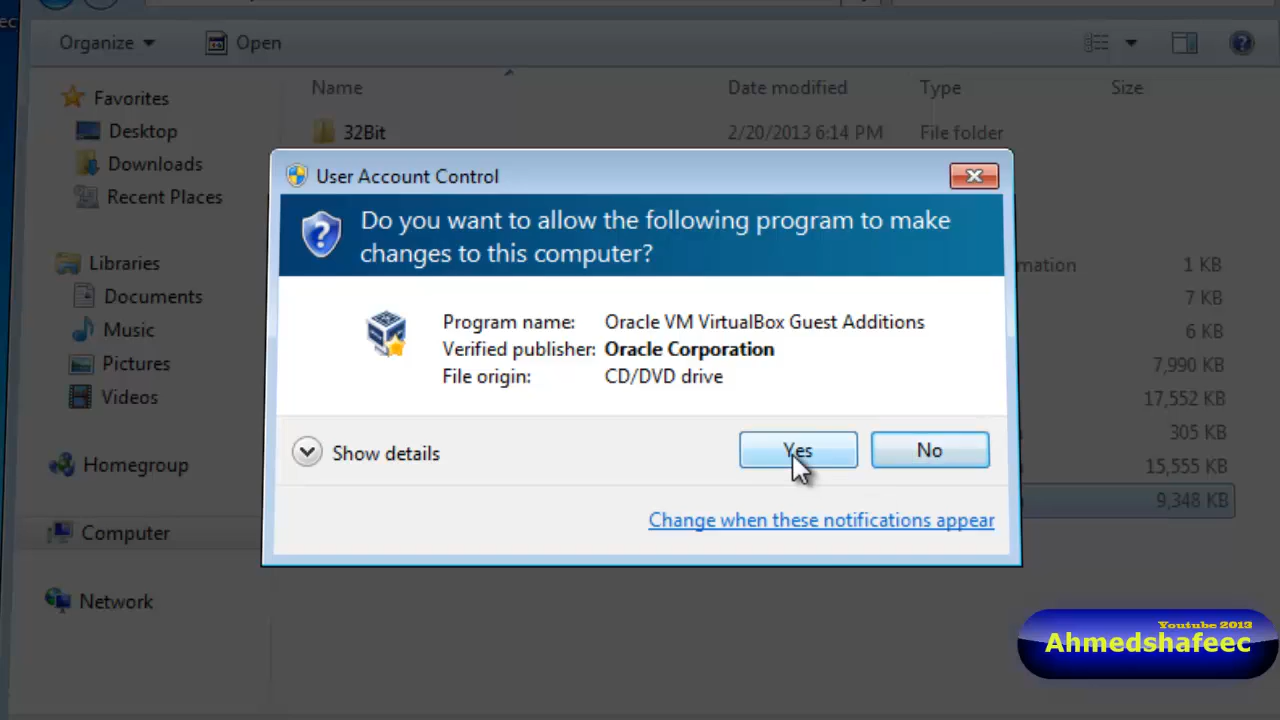 Organize
Open
Name
Date modified
Type
Size
Favorites
Desktop
Downloads
Recent Places
Libraries
Documents
Music
Pictures
Videos
Homegroup
Computer
Network
32Bit
2/20/2013 6:14 PM
File folder
mation
1 KB
7 KB
6 KB
7,990 KB
17,552 KB
305 KB
15,555 KB
9,348 KB
User Account Control
Do you want to allow the following program to make
changes to this computer?
Program name: Oracle VM VirtualBox Guest Additions
Verified publisher: Oracle Corporation
File origin: CD/DVD drive
Show details
Yes
No
Change when these notifications appear
Youtube 2013
Ahmedshafeec